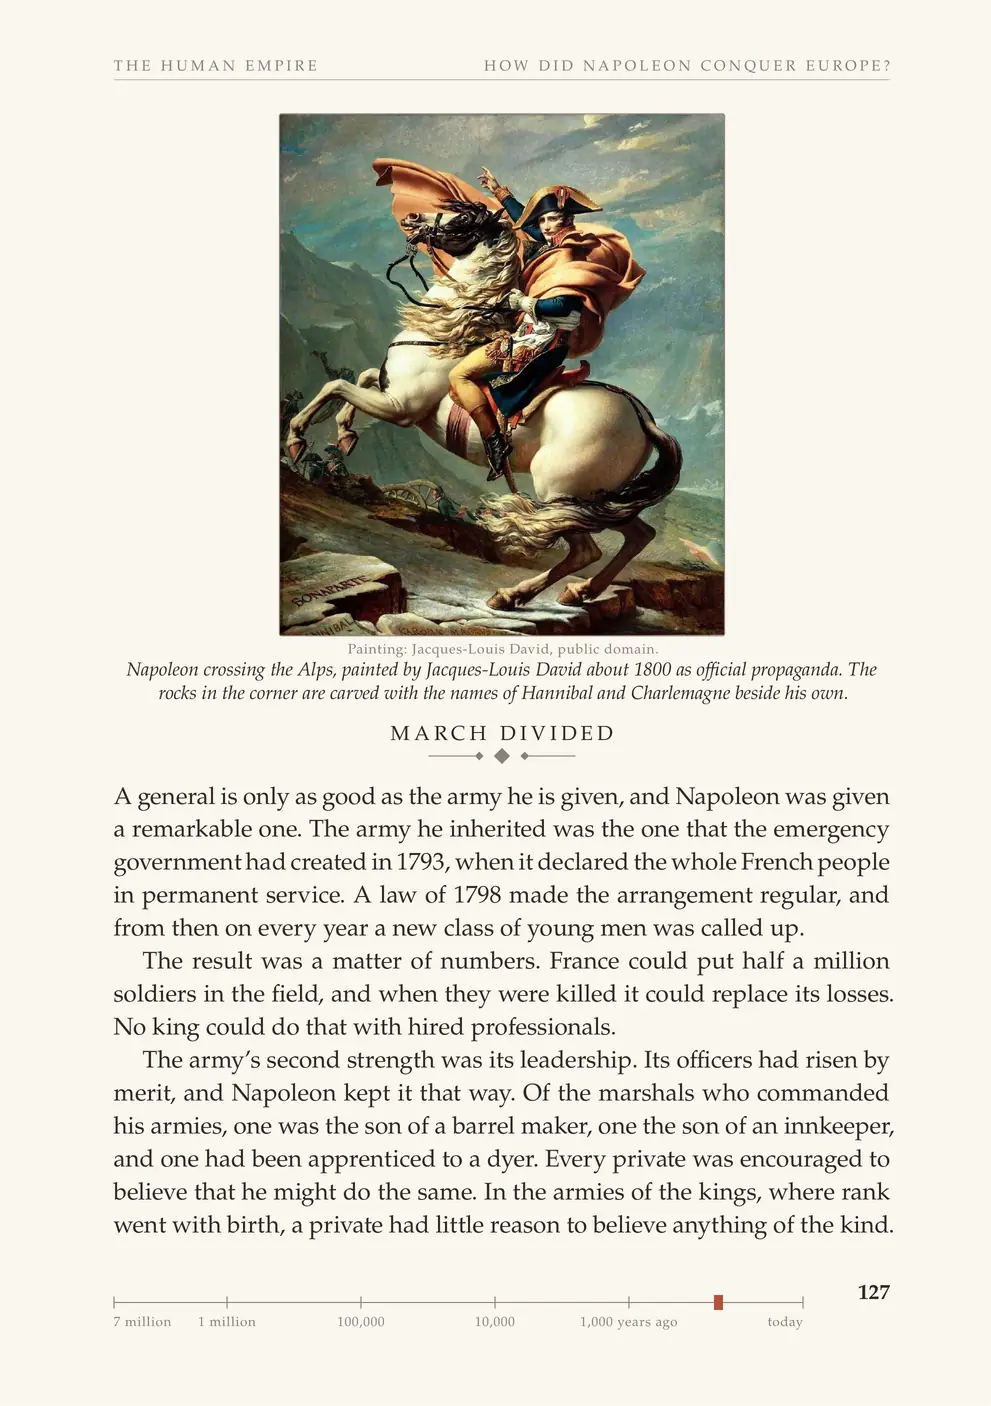 THE HUMAN EMPIRE
HOW DID NAPOLEON CONQUER EUROPE?
BONAPARTE
Painting: Jacques-Louis David, public domain.
Napoleon crossing the Alps, painted by Jacques-Louis David about 1800 as official propaganda. The
rocks in the corner are carved with the names of Hannibal and Charlemagne beside his own.
MARCH DIVIDED
A general is only as good as the army he is given, and Napoleon was given
a remarkable one. The army he inherited was the one that the emergency
government had created in 1793, when it declared the whole French people
in permanent service. A law of 1798 made the arrangement regular, and
from then on every year a new class of young men was called up.
The result was a matter of numbers. France could put half a million
soldiers in the field, and when they were killed it could replace its losses.
No king could do that with hired professionals.
The army’s second strength was its leadership. Its officers had risen by
merit, and Napoleon kept it that way. Of the marshals who commanded
his armies, one was the son of a barrel maker, one the son of an innkeeper,
and one had been apprenticed to a dyer. Every private was encouraged to
believe that he might do the same. In the armies of the kings, where rank
went with birth, a private had little reason to believe anything of the kind.
127
7 million 1 million 100,000 10,000 1,000 years ago today